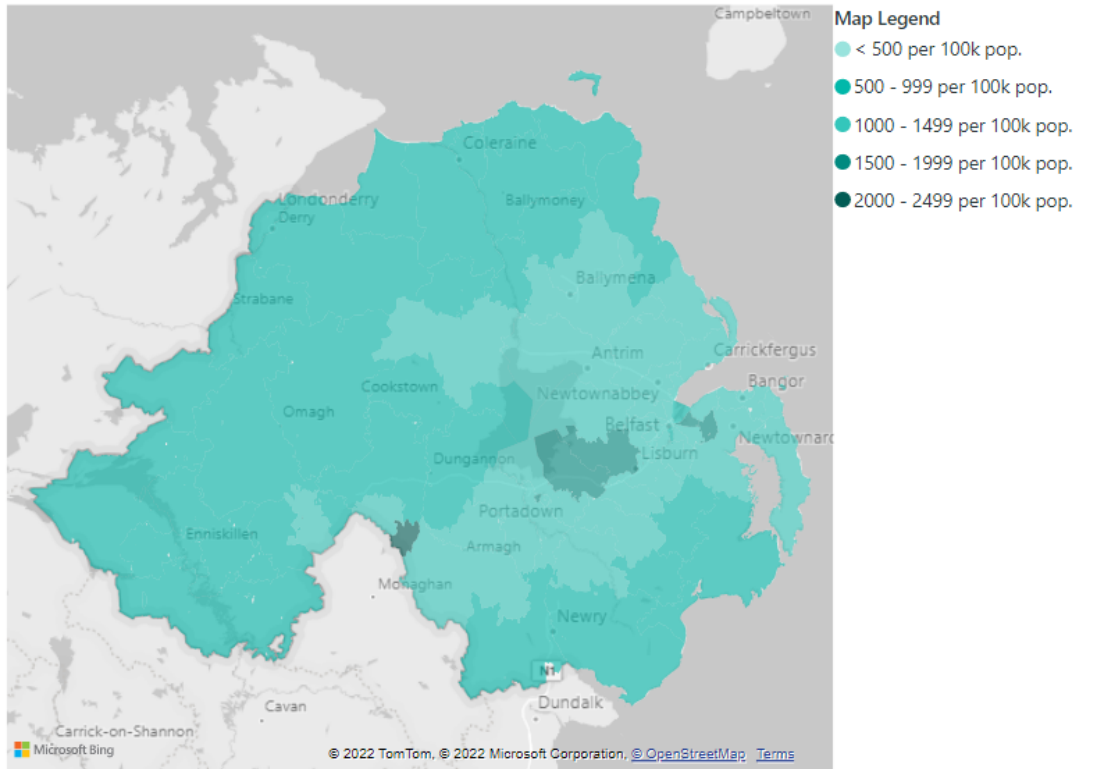 Campbeltown
Map Legend
< 500 per 100k pop.
500 - 999 per 100k pop.
1000 - 1499 per 100k pop.
1500 - 1999 per 100k pop.
2000 - 2499 per 100k pop.
Coleraine
Londonderry
Derry
Ballymoney
Ballymena
Strabane
Antrim
Carrickfergus
Cookstown
Newtownabbey
Bangor
Omagh
Belfast
Newtownard
Dungannon
Lisburn
Portadown
Enniskillen
Armagh
Monaghan
Newry
N1
Cavan
Dundalk
Carrick-on-Shannon
Microsoft Bing
© 2022 TomTom, © 2022 Microsoft Corporation, © OpenStreetMap Terms